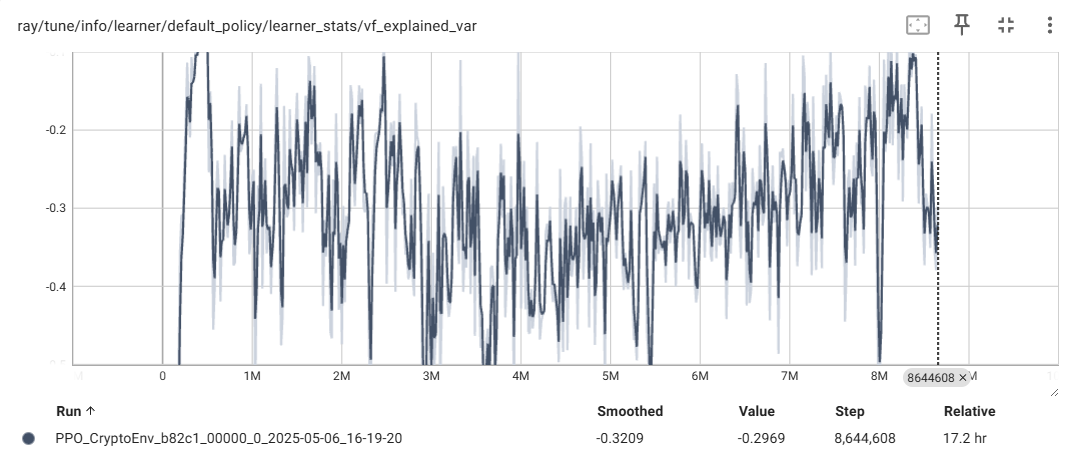 ray/tune/info/learner/default_policy/learner_stats/vf_explained_var
-0.2
-0.3
-0.4
0 1M 2M 3M 4M 5M 6M 7M 8M 8644608 × M
Run ↑ Smoothed Value Step Relative
PPO_CryptoEnv_b82c1_00000_0_2025-05-06_16-19-20 -0.3209 -0.2969 8,644,608 17.2 hr